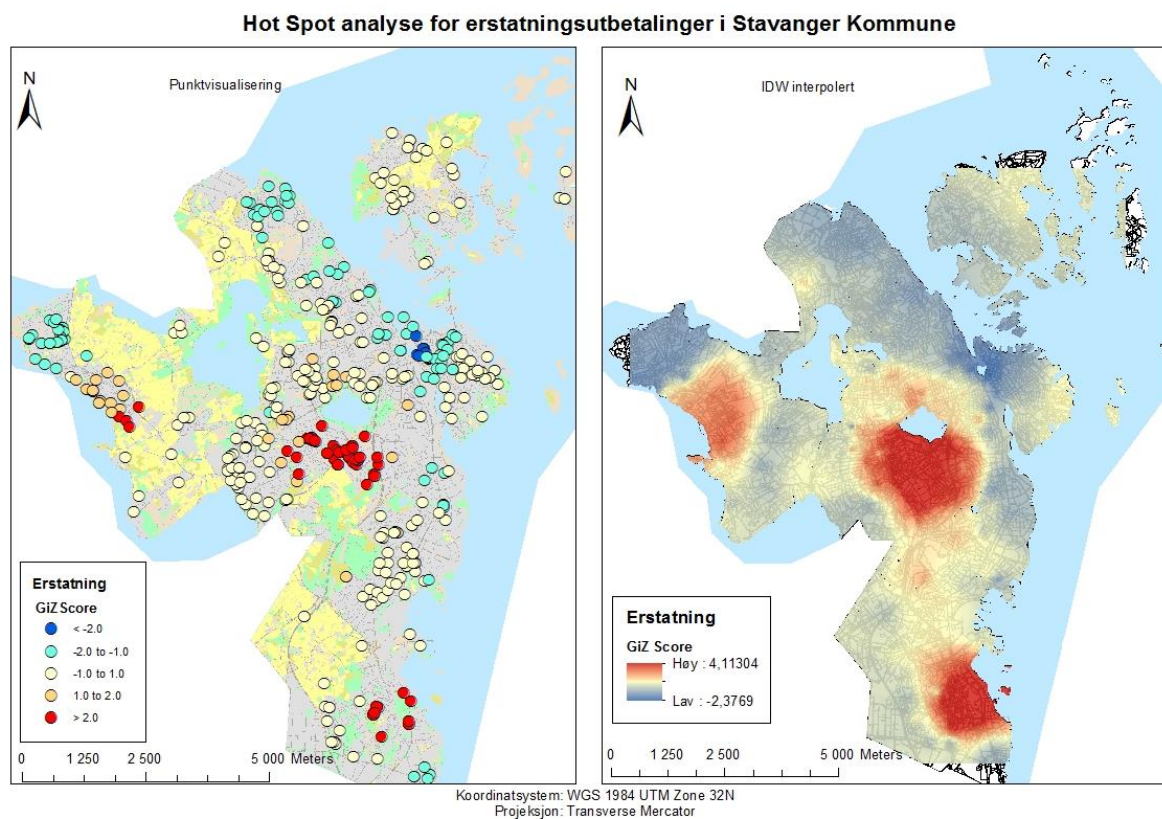 Hot Spot analyse for erstatningsutbetalinger i Stavanger Kommune
N
Punktvisualisering
Erstatning
GiZ Score
< -2.0
-2.0 to -1.0
-1.0 to 1.0
1.0 to 2.0
> 2.0
0 1 250 2 500 5 000 Meters
N
IDW interpolert
Erstatning
GiZ Score
Høy : 4,11304
Lav : -2,3769
0 1 250 2 500 5 000 Meters
Koordinatsystem: WGS 1984 UTM Zone 32N
Projeksjon: Transverse Mercator